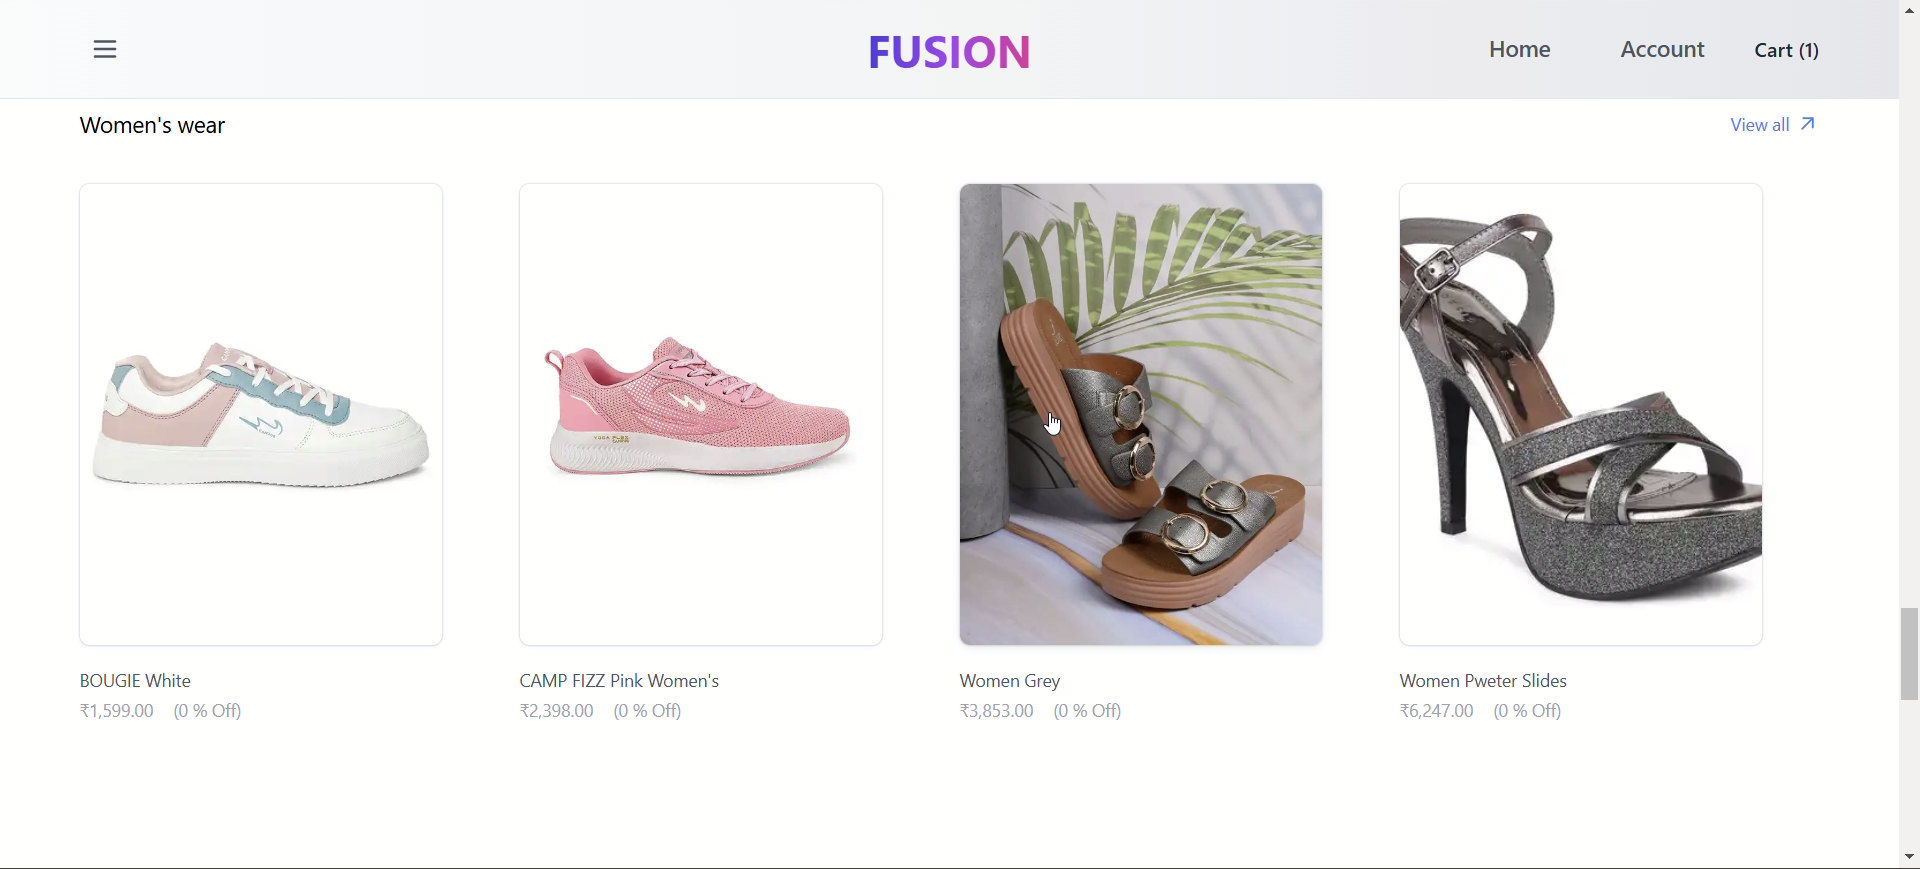 FUSION
Home Account Cart (1)
Women's wear
View all
YOGA FLEX
BOUGIE White
₹1,599.00 (0 % Off)
CAMP FIZZ Pink Women's
₹2,398.00 (0 % Off)
Women Grey
₹3,853.00 (0 % Off)
Women Pweter Slides
₹6,247.00 (0 % Off)